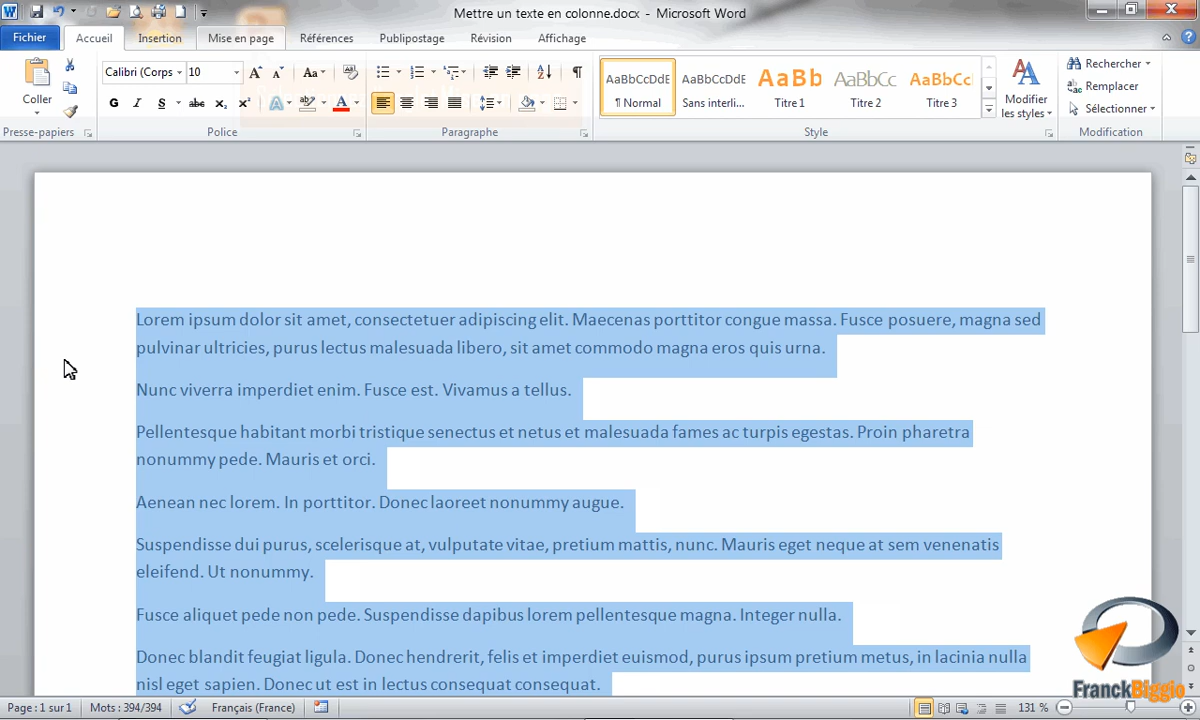 Mettre un texte en colonne.docx - Microsoft Word
Fichier Accueil Insertion Mise en page Références Publipostage Révision Affichage
Coller
Presse-papiers
Calibri (Corps 10
G I S abc x₂ x²
Police
Paragraphe
AaBbCcDdE AaBbCcDdE AaBb AaBbCc AaBbCc
¶ Normal Sans interli... Titre 1 Titre 2 Titre 3
Modifier
les styles
Style
Rechercher
Remplacer
Sélectionner
Modification
Lorem ipsum dolor sit amet, consectetuer adipiscing elit. Maecenas porttitor congue massa. Fusce posuere, magna sed
pulvinar ultricies, purus lectus malesuada libero, sit amet commodo magna eros quis urna.
Nunc viverra imperdiet enim. Fusce est. Vivamus a tellus.
Pellentesque habitant morbi tristique senectus et netus et malesuada fames ac turpis egestas. Proin pharetra
nonummy pede. Mauris et orci.
Aenean nec lorem. In porttitor. Donec laoreet nonummy augue.
Suspendisse dui purus, scelerisque at, vulputate vitae, pretium mattis, nunc. Mauris eget neque at sem venenatis
eleifend. Ut nonummy.
Fusce aliquet pede non pede. Suspendisse dapibus lorem pellentesque magna. Integer nulla.
Donec blandit feugiat ligula. Donec hendrerit, felis et imperdiet euismod, purus ipsum pretium metus, in lacinia nulla
nisl eget sapien. Donec ut est in lectus consequat consequat.
FranckBiggio
Page : 1 sur 1 Mots : 394/394 Français (France) 131 %